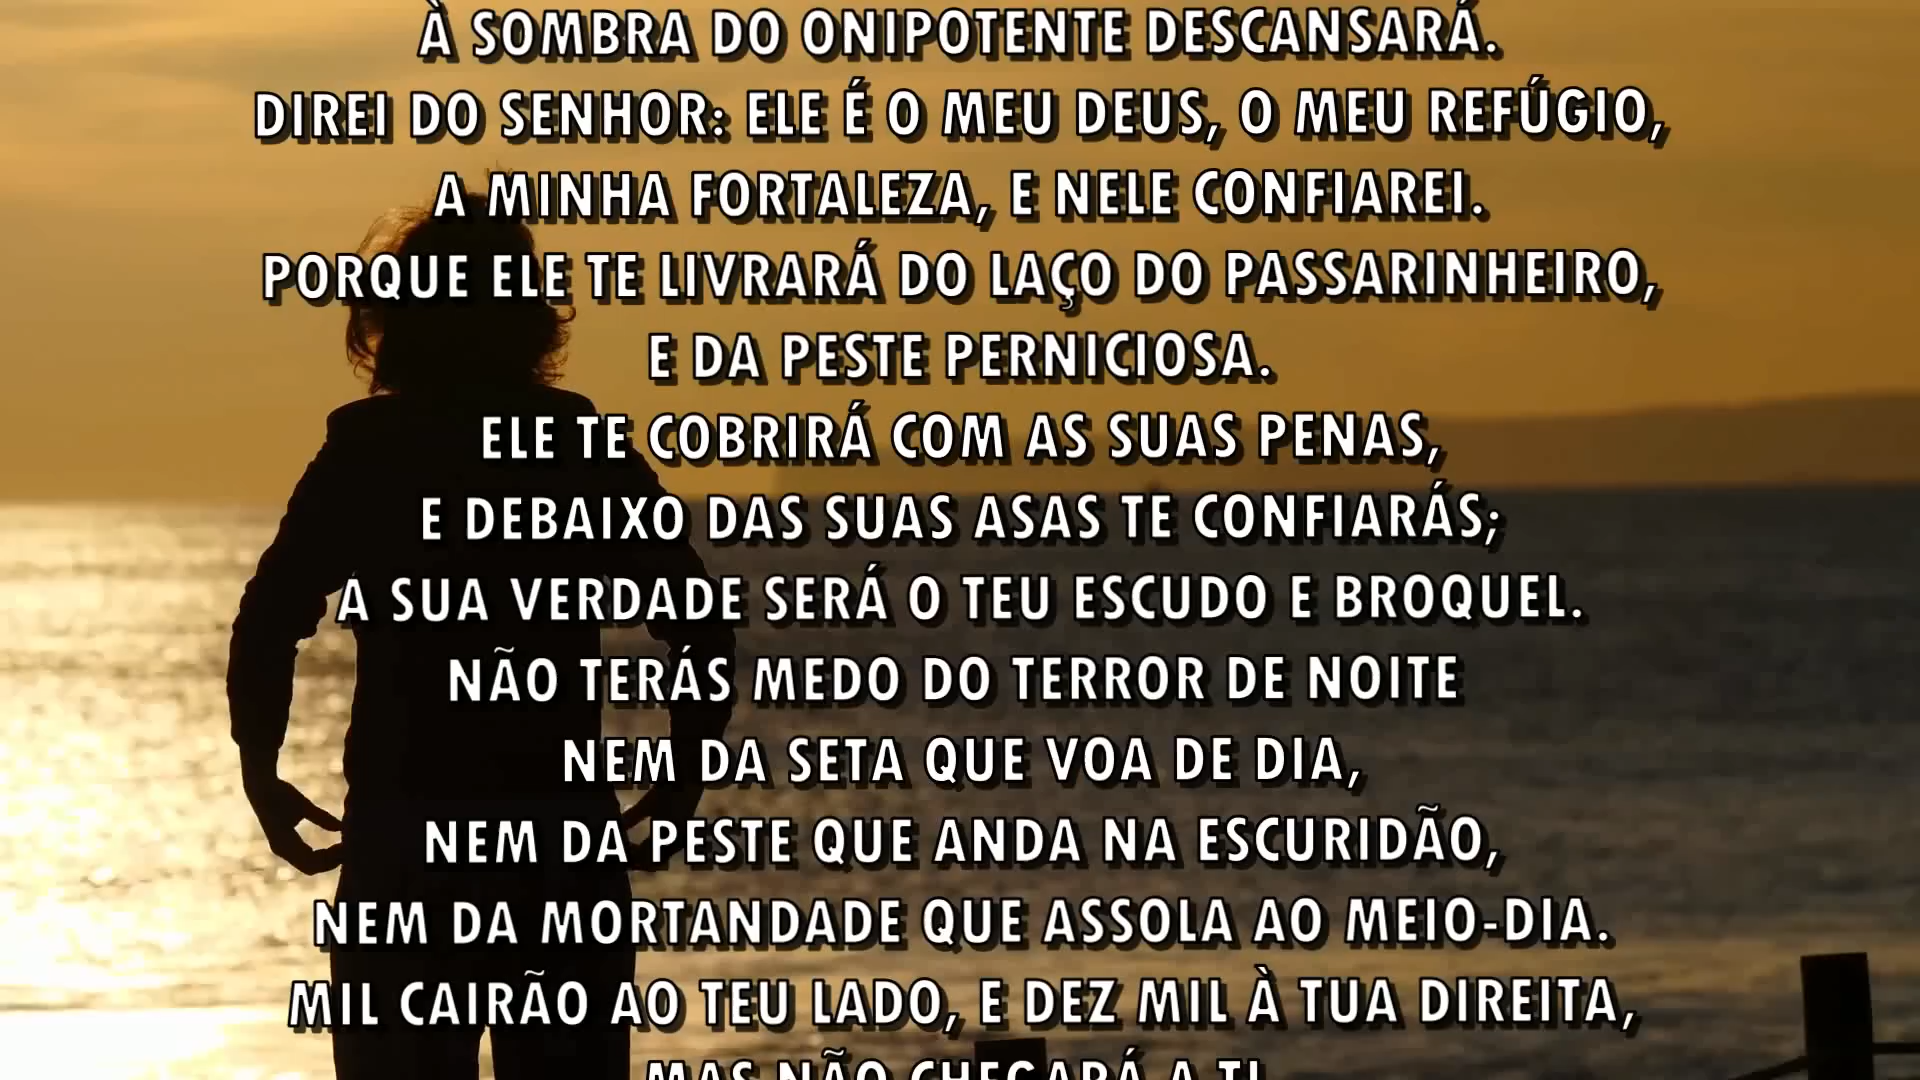 À SOMBRA DO ONIPOTENTE DESCANSARÁ.
DIREI DO SENHOR: ELE É O MEU DEUS, O MEU REFÚGIO,
A MINHA FORTALEZA, E NELE CONFIAREI.
PORQUE ELE TE LIVRARÁ DO LAÇO DO PASSARINHEIRO,
E DA PESTE PERNICIOSA.
ELE TE COBRIRÁ COM AS SUAS PENAS,
E DEBAIXO DAS SUAS ASAS TE CONFIARÁS;
A SUA VERDADE SERÁ O TEU ESCUDO E BROQUEL.
NÃO TERÁS MEDO DO TERROR DE NOITE
NEM DA SETA QUE VOA DE DIA,
NEM DA PESTE QUE ANDA NA ESCURIDÃO,
NEM DA MORTANDADE QUE ASSOLA AO MEIO-DIA.
MIL CAIRÃO AO TEU LADO, E DEZ MIL À TUA DIREITA,
MAS NÃO CHEGARÁ A TI